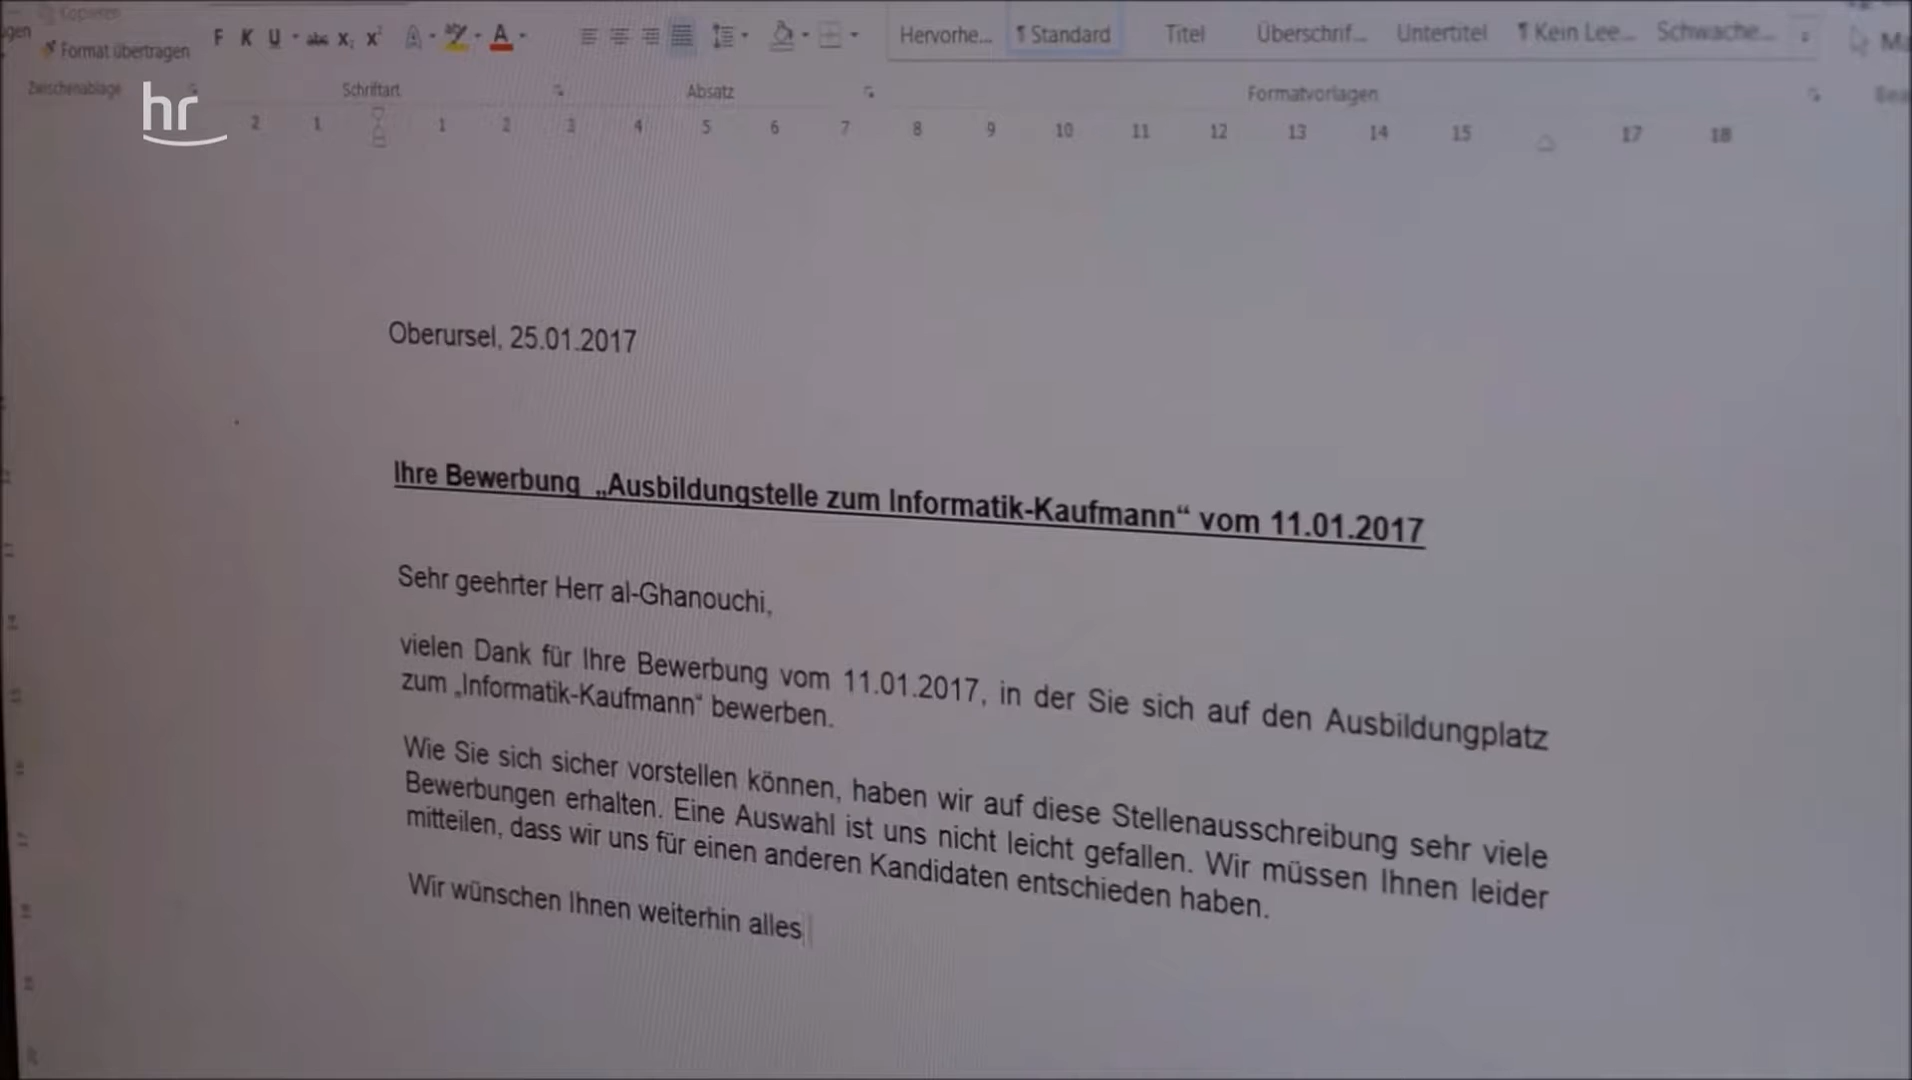 Kopieren
Format übertragen
F K U abc x₂ x² A A
Hervorhe... ¶ Standard Titel Überschrif... Untertitel ¶ Kein Lee... Schwache...
Zwischenablage Schriftart Absatz Formatvorlagen
hr
2 1 1 2 3 4 5 6 7 8 9 10 11 12 13 14 15 17 18
Oberursel, 25.01.2017
Ihre Bewerbung „Ausbildungstelle zum Informatik-Kaufmann“ vom 11.01.2017
Sehr geehrter Herr al-Ghanouchi,
vielen Dank für Ihre Bewerbung vom 11.01.2017, in der Sie sich auf den Ausbildungplatz
zum „Informatik-Kaufmann“ bewerben.
Wie Sie sich sicher vorstellen können, haben wir auf diese Stellenausschreibung sehr viele
Bewerbungen erhalten. Eine Auswahl ist uns nicht leicht gefallen. Wir müssen Ihnen leider
mitteilen, dass wir uns für einen anderen Kandidaten entschieden haben.
Wir wünschen Ihnen weiterhin alles